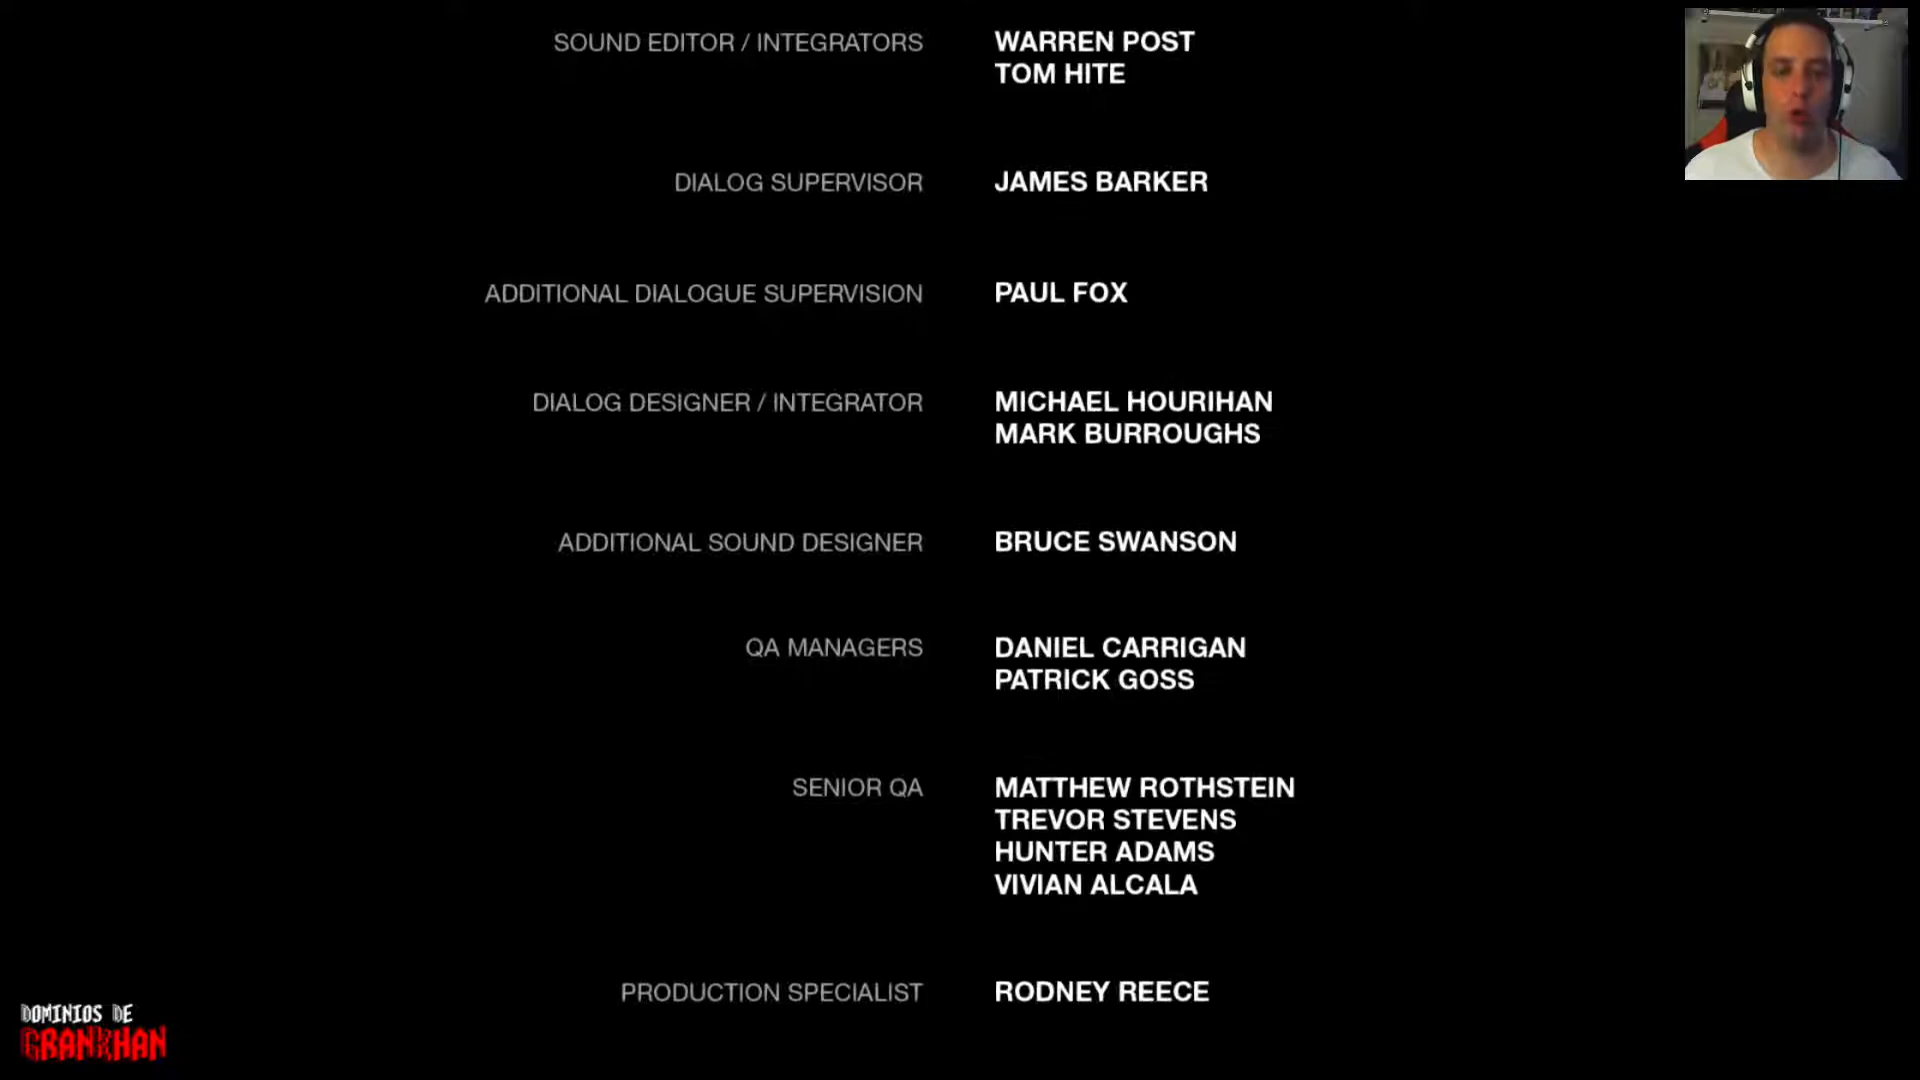 SOUND EDITOR / INTEGRATORS WARREN POST
TOM HITE
DIALOG SUPERVISOR JAMES BARKER
ADDITIONAL DIALOGUE SUPERVISION PAUL FOX
DIALOG DESIGNER / INTEGRATOR MICHAEL HOURIHAN
MARK BURROUGHS
ADDITIONAL SOUND DESIGNER BRUCE SWANSON
QA MANAGERS DANIEL CARRIGAN
PATRICK GOSS
SENIOR QA MATTHEW ROTHSTEIN
TREVOR STEVENS
HUNTER ADAMS
VIVIAN ALCALA
PRODUCTION SPECIALIST RODNEY REECE
DOMINIOS DE
GRANKHAN